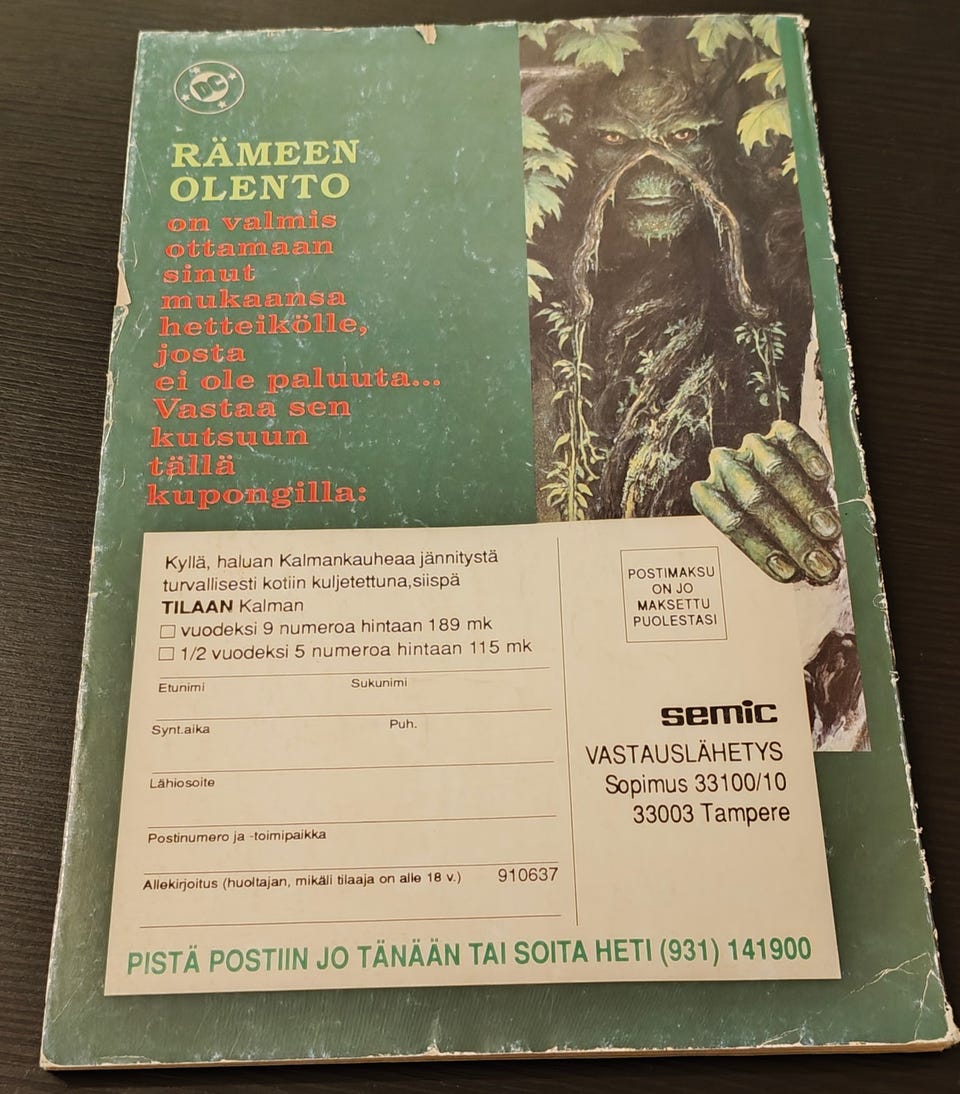 DC
RÄMEEN
OLENTO
on valmis
ottamaan
sinut
mukaansa
hetteikölle,
josta
ei ole paluuta...
Vastaa sen
kutsuun
tällä
kupongilla:
Kyllä, haluan Kalmankauheaa jännitystä
turvallisesti kotiin kuljetettuna,siispä
TILAAN Kalman
vuodeksi 9 numeroa hintaan 189 mk
1/2 vuodeksi 5 numeroa hintaan 115 mk
Etunimi Sukunimi
Synt.aika Puh.
Lähiosoite
Postinumero ja -toimipaikka
Allekirjoitus (huoltajan, mikäli tilaaja on alle 18 v.) 910637
POSTIMAKSU
ON JO
MAKSETTU
PUOLESTASI
semic
VASTAUSLÄHETYS
Sopimus 33100/10
33003 Tampere
PISTÄ POSTIIN JO TÄNÄÄN TAI SOITA HETI (931) 141900